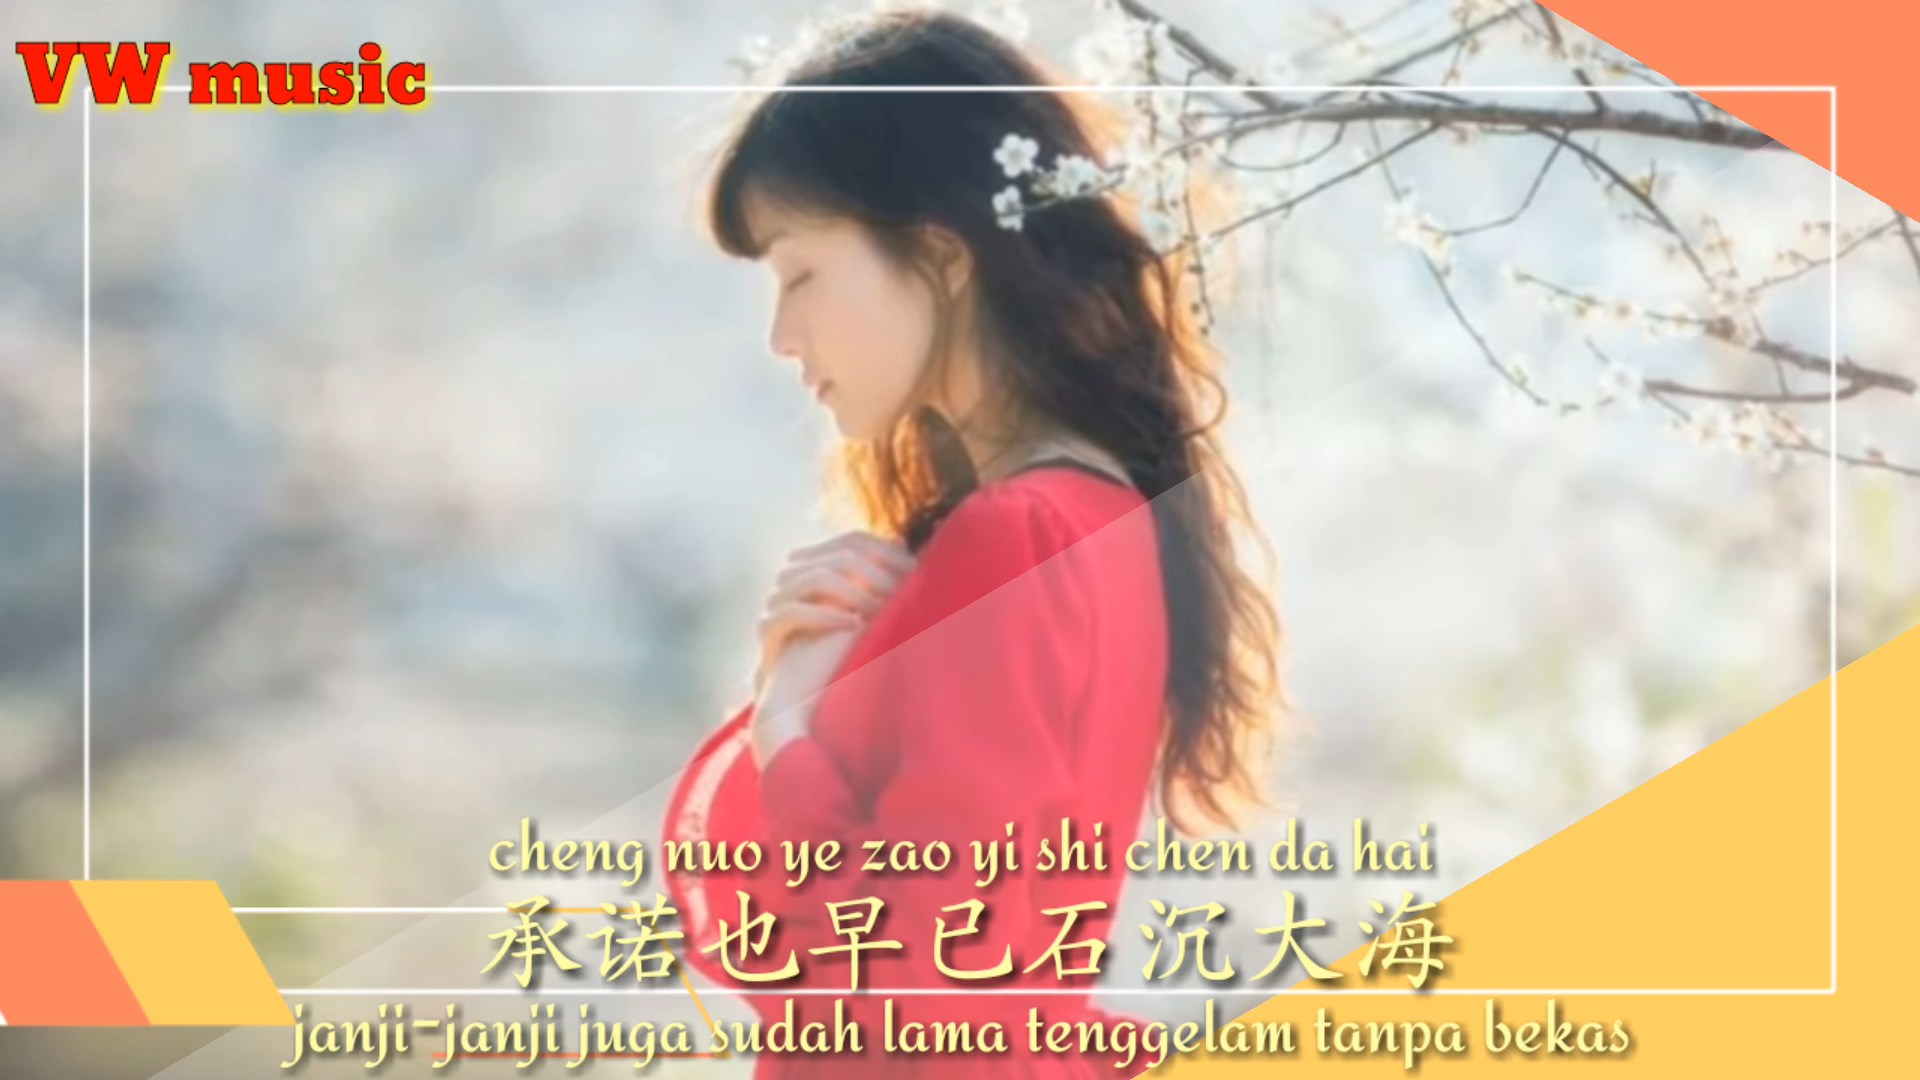 VW music
cheng nuo ye zao yi shi chen da hai
承诺也早已石沉大海
janji-janji juga sudah lama tenggelam tanpa bekas